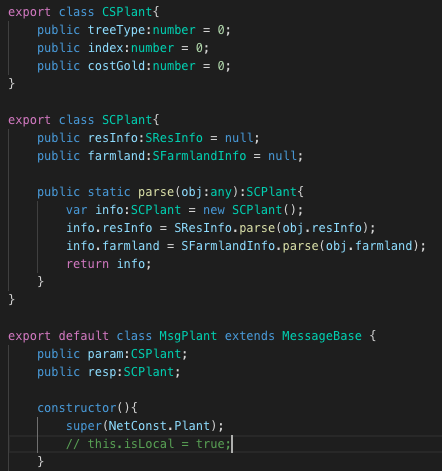 export class CSPlant{
    public treeType:number = 0;
    public index:number = 0;
    public costGold:number = 0;
}

export class SCPlant{
    public resInfo:SResInfo = null;
    public farmland:SFarmlandInfo = null;

    public static parse(obj:any):SCPlant{
        var info:SCPlant = new SCPlant();
        info.resInfo = SResInfo.parse(obj.resInfo);
        info.farmland = SFarmlandInfo.parse(obj.farmland);
        return info;
    }
}

export default class MsgPlant extends MessageBase {
    public param:CSPlant;
    public resp:SCPlant;

    constructor(){
        super(NetConst.Plant);
        // this.isLocal = true;
    }